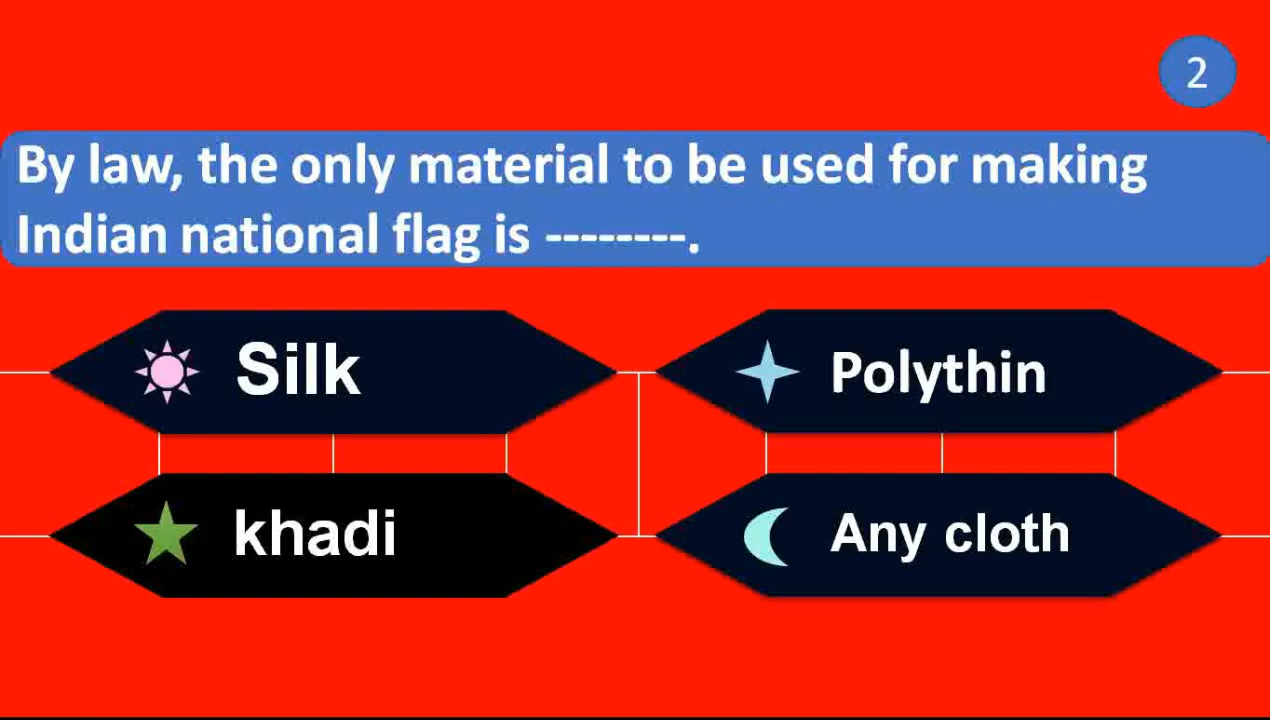 2
By law, the only material to be used for making
Indian national flag is --------.
Silk
Polythin
khadi
Any cloth